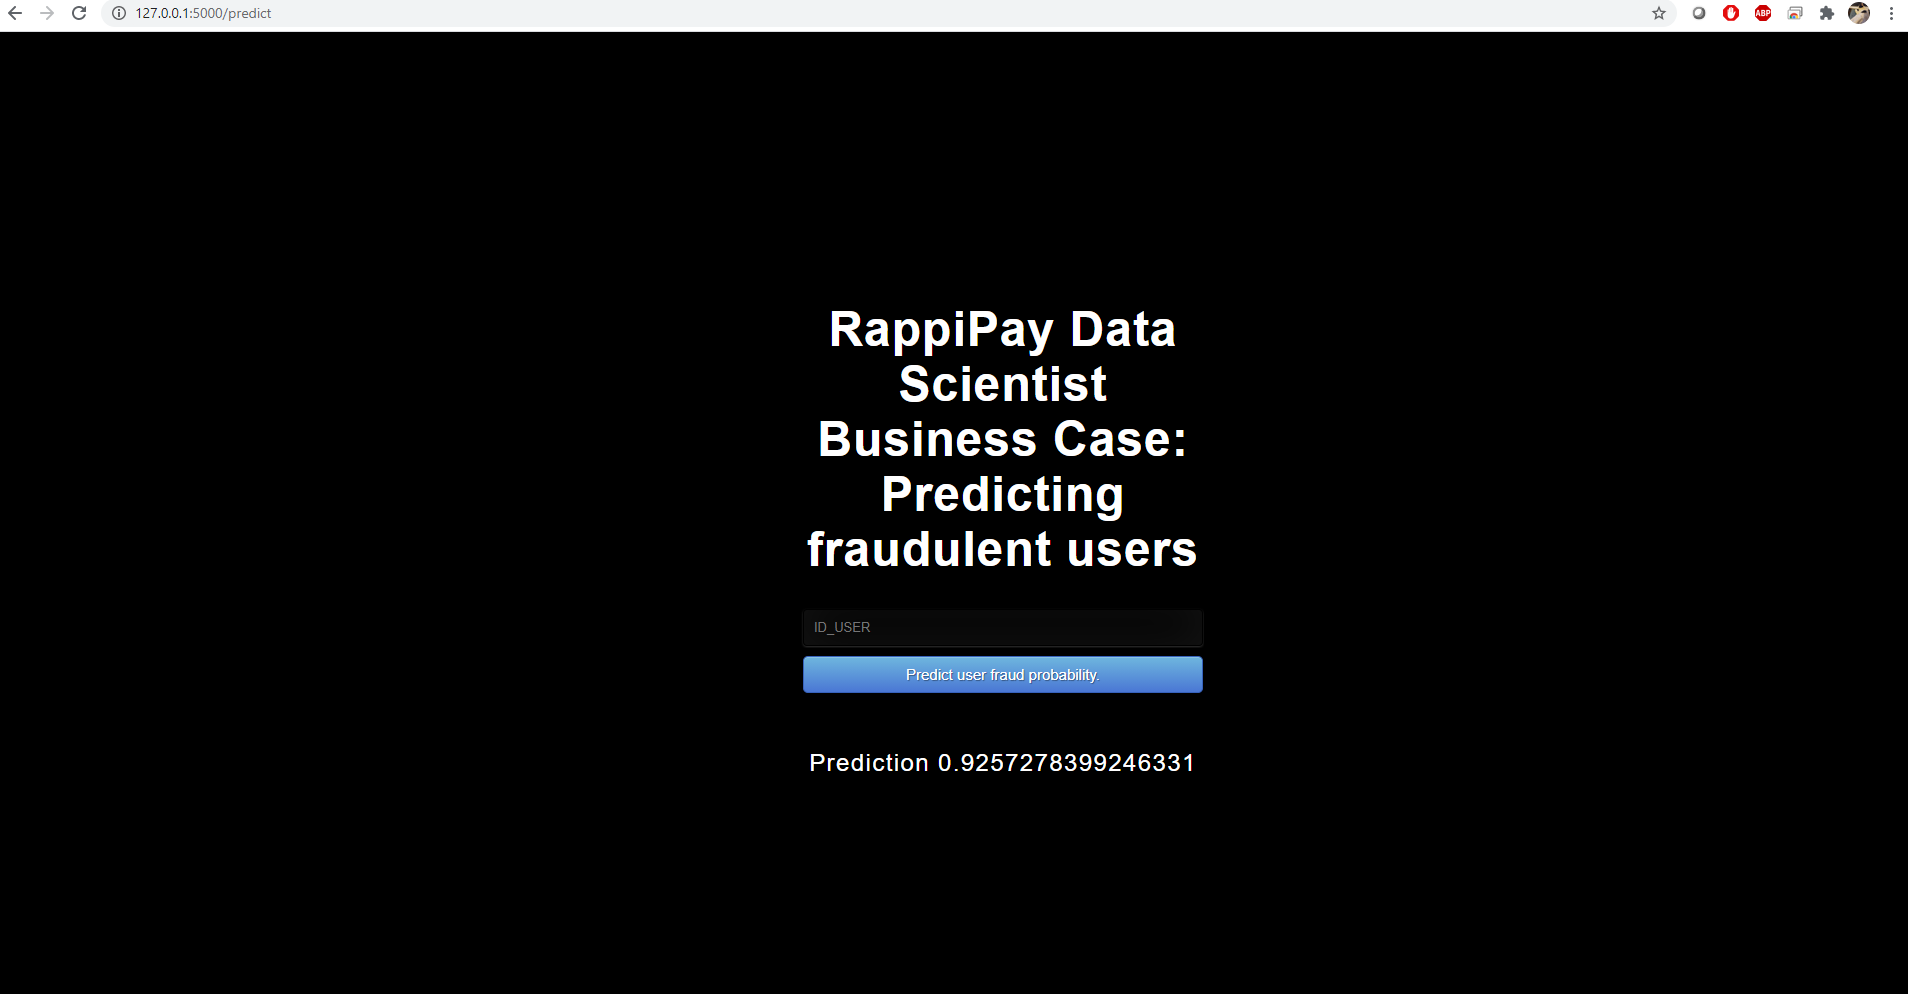 127.0.0.1:5000/predict
ABP
RappiPay Data
Scientist
Business Case:
Predicting
fraudulent users
ID_USER
Predict user fraud probability.
Prediction 0.9257278399246331